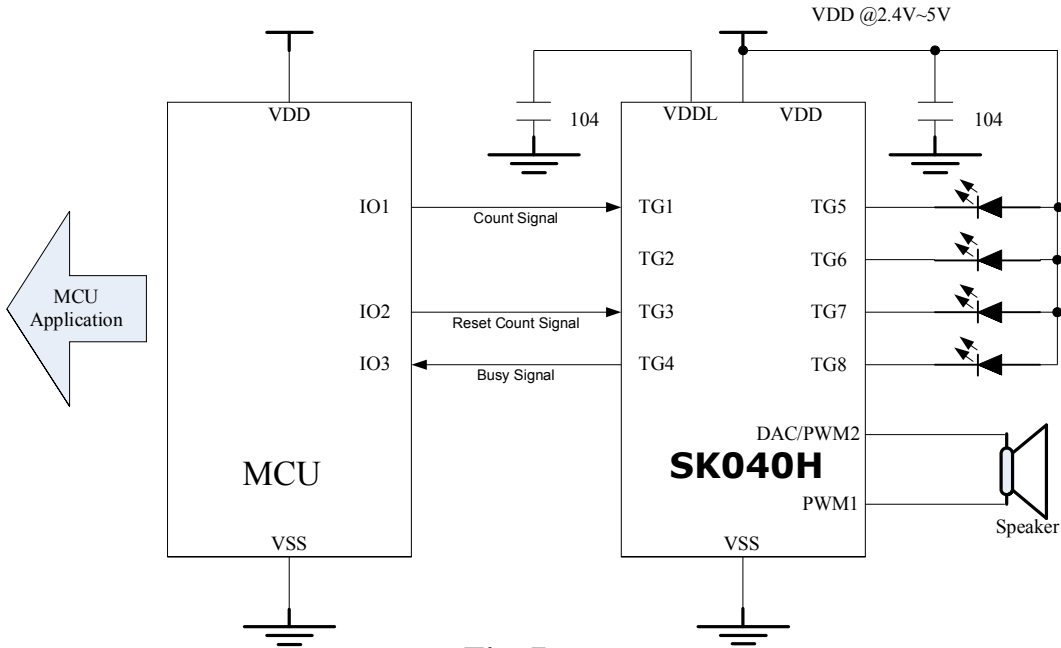 VDD @2.4V~5V
VDD
104
VDDL
VDD
104
IO1
Count Signal
TG1
TG5
TG2
TG6
MCU
Application
IO2
Reset Count Signal
TG3
TG7
IO3
Busy Signal
TG4
TG8
DAC/PWM2
MCU
SK040H
PWM1
Speaker
VSS
VSS